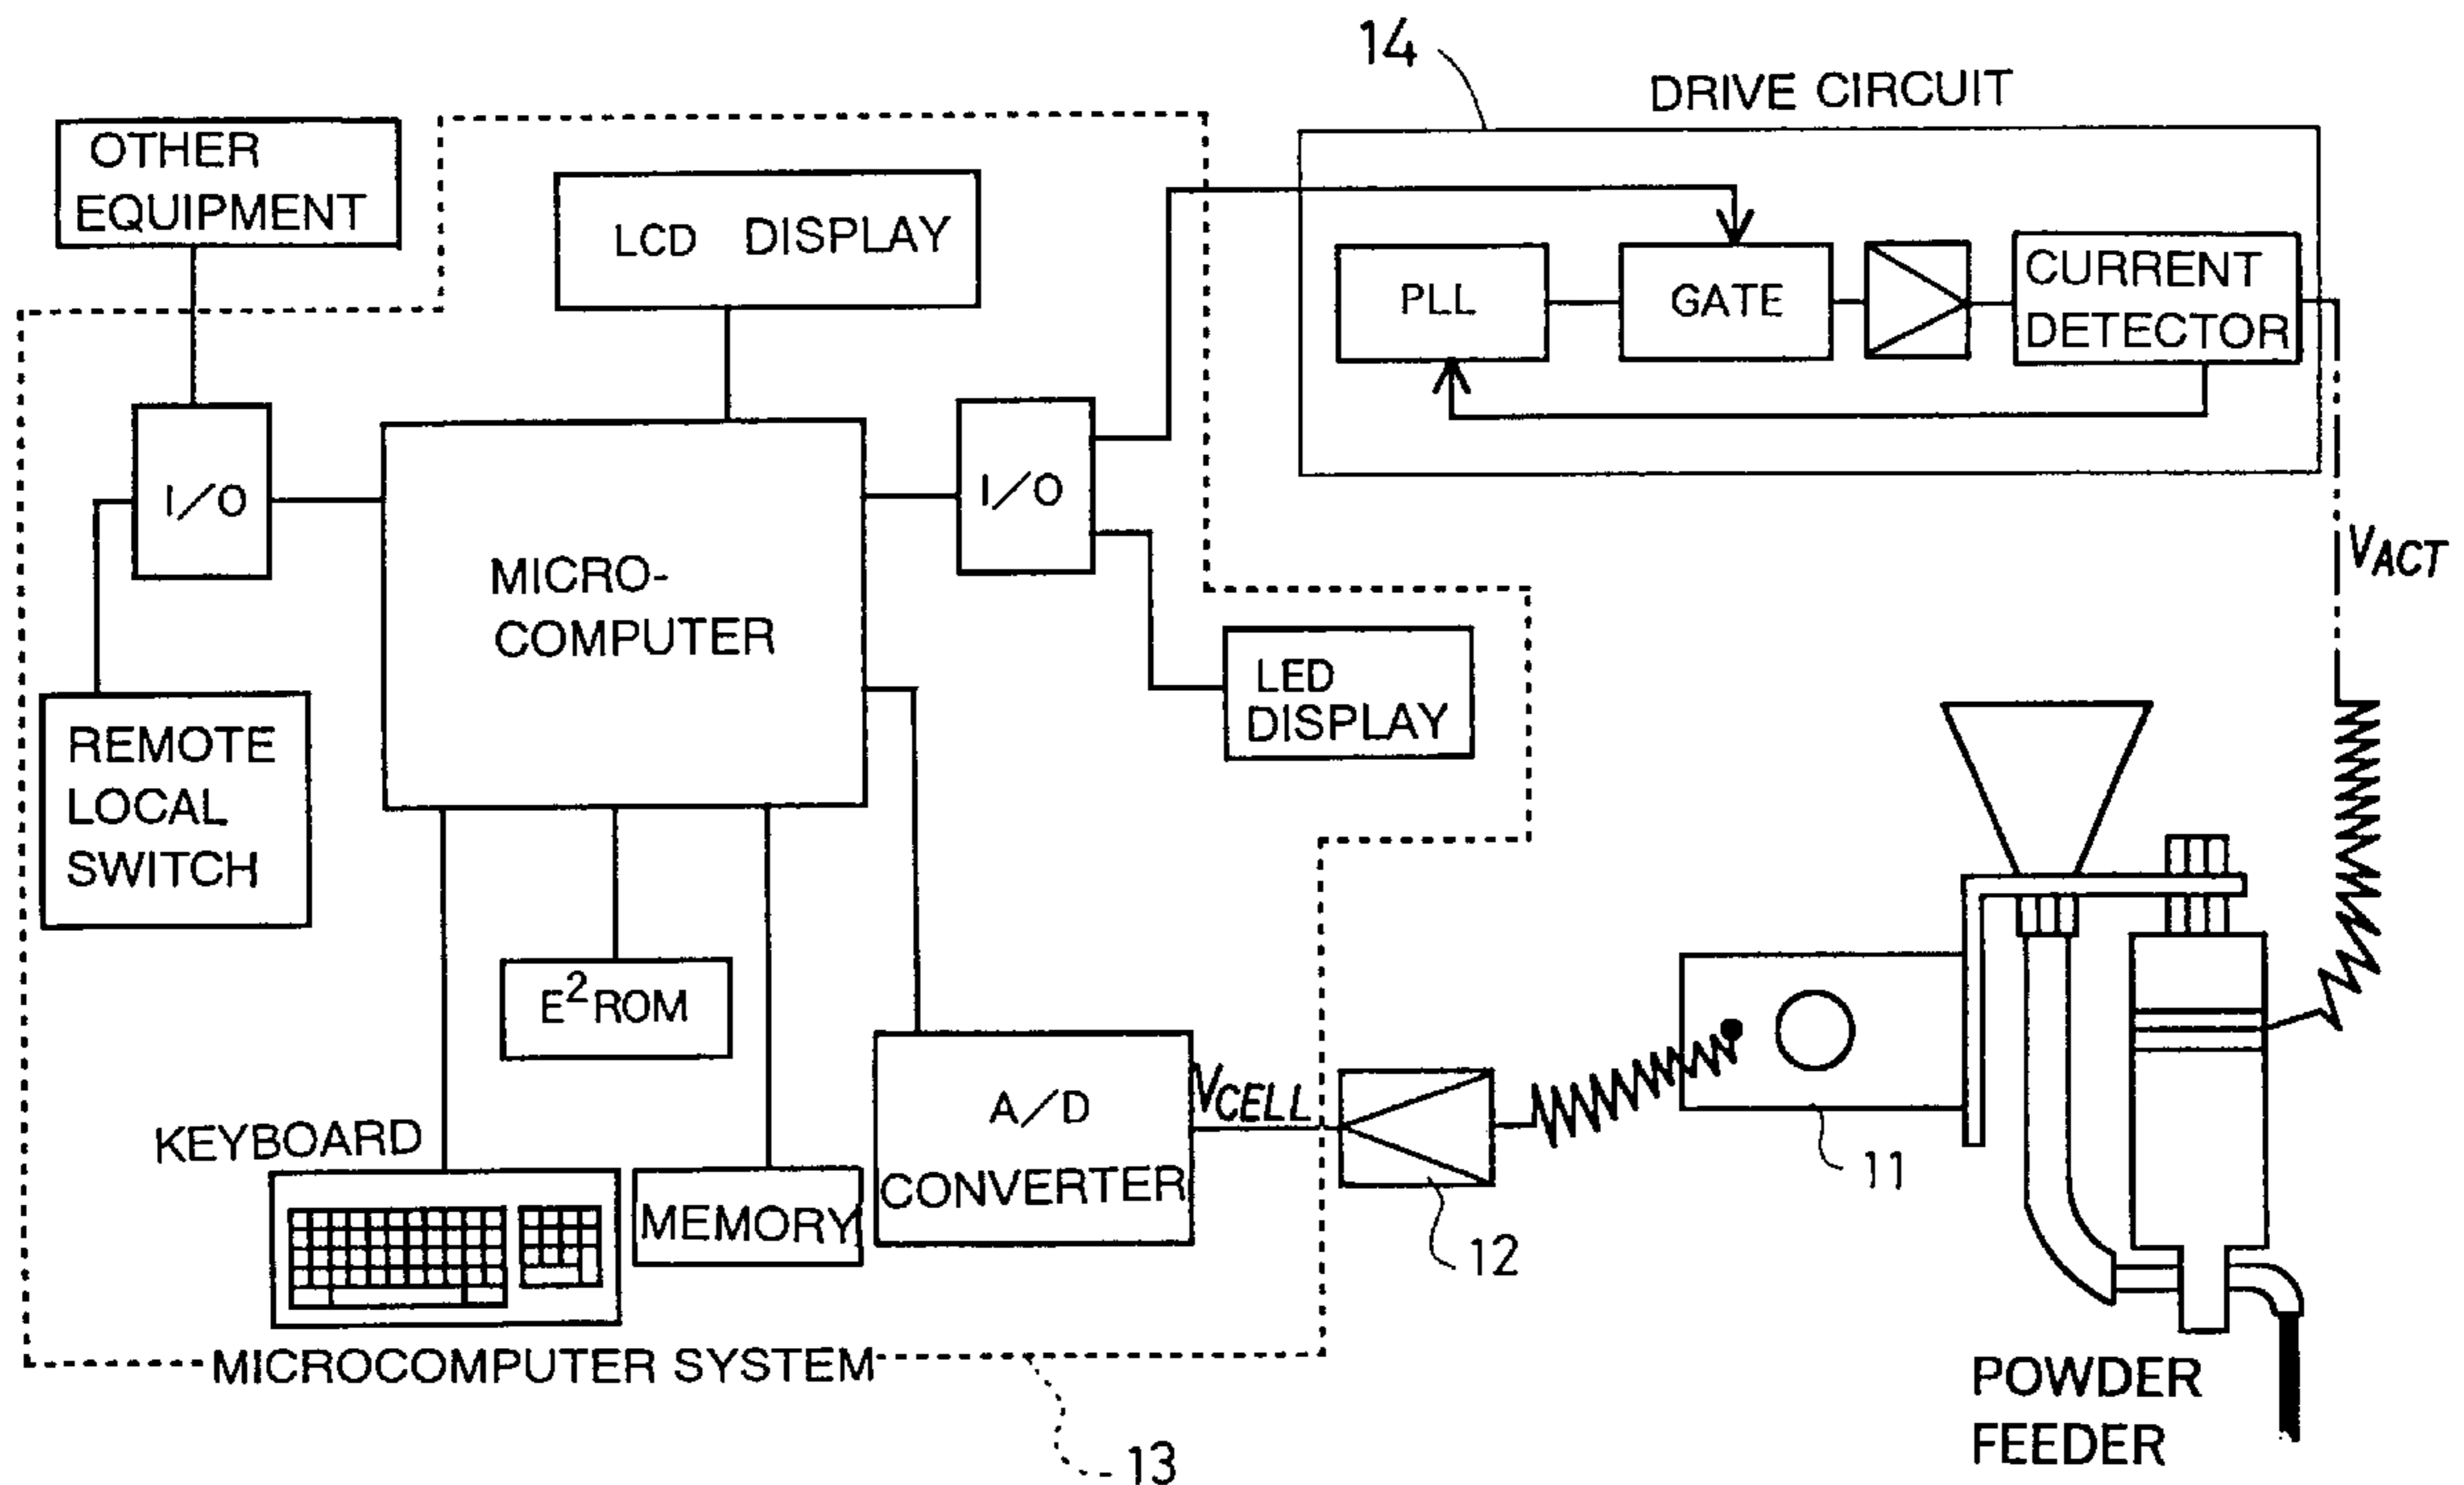 14
DRIVE CIRCUIT
OTHER
EQUIPMENT
LCD DISPLAY
PLL
GATE
CURRENT
DETECTOR
I/O
MICRO-
COMPUTER
I/O
VACT
LED
DISPLAY
REMOTE
LOCAL
SWITCH
E²ROM
A/D
CONVERTER
VCELL
KEYBOARD
MEMORY
11
12
MICROCOMPUTER SYSTEM
13
POWDER
FEEDER